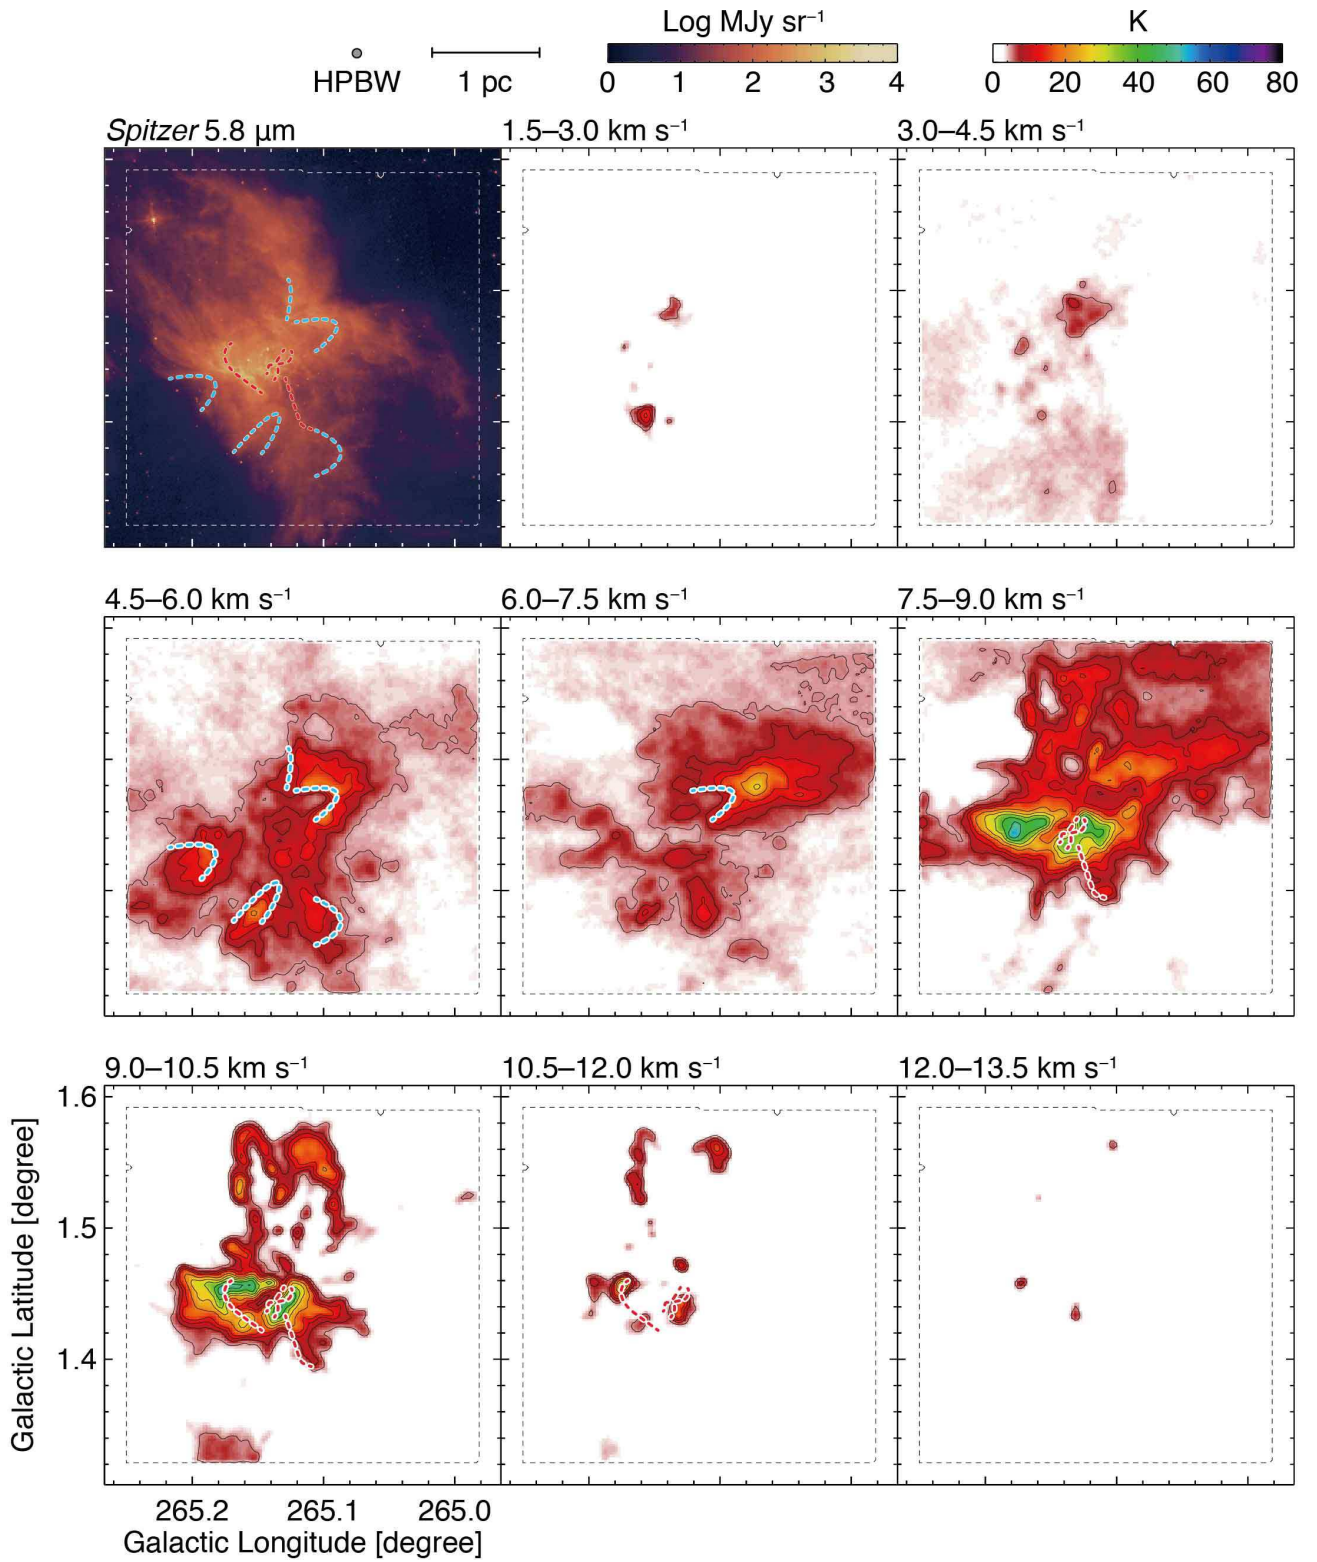 Log MJy sr⁻¹
K
HPBW
1 pc
0 1 2 3 4
0 20 40 60 80
Spitzer 5.8 µm
1.5–3.0 km s⁻¹
3.0–4.5 km s⁻¹
4.5–6.0 km s⁻¹
6.0–7.5 km s⁻¹
7.5–9.0 km s⁻¹
9.0–10.5 km s⁻¹
10.5–12.0 km s⁻¹
12.0–13.5 km s⁻¹
1.6
1.5
1.4
Galactic Latitude [degree]
265.2 265.1 265.0
Galactic Longitude [degree]